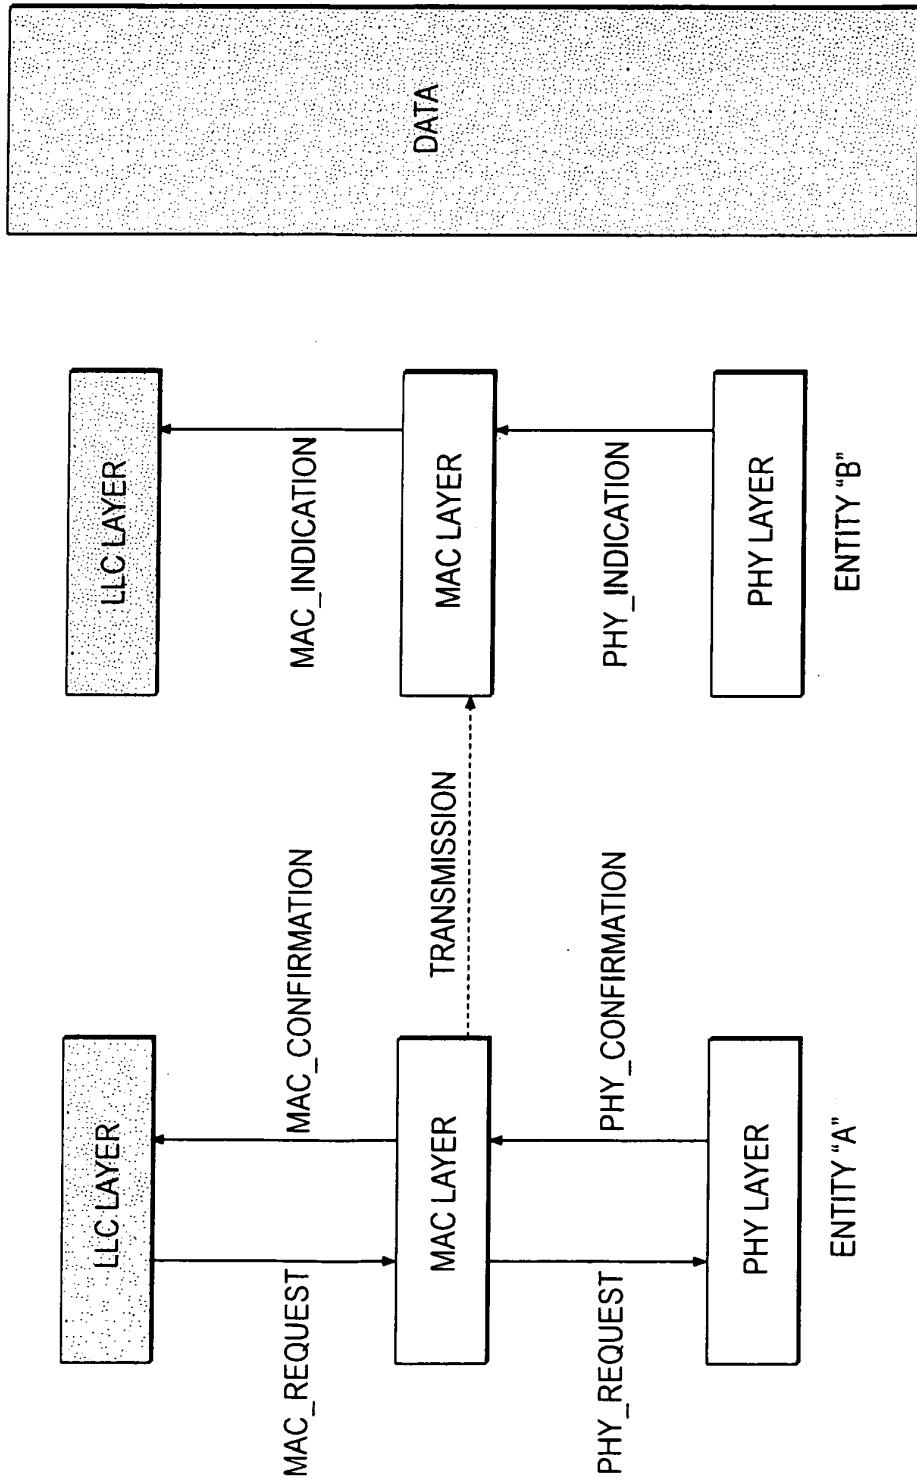 DATA
LLC LAYER
LLC LAYER
MAC_REQUEST
MAC_CONFIRMATION
MAC_INDICATION
MAC LAYER
TRANSMISSION
MAC LAYER
PHY_REQUEST
PHY_CONFIRMATION
PHY_INDICATION
PHY LAYER
PHY LAYER
ENTITY “A”
ENTITY “B”